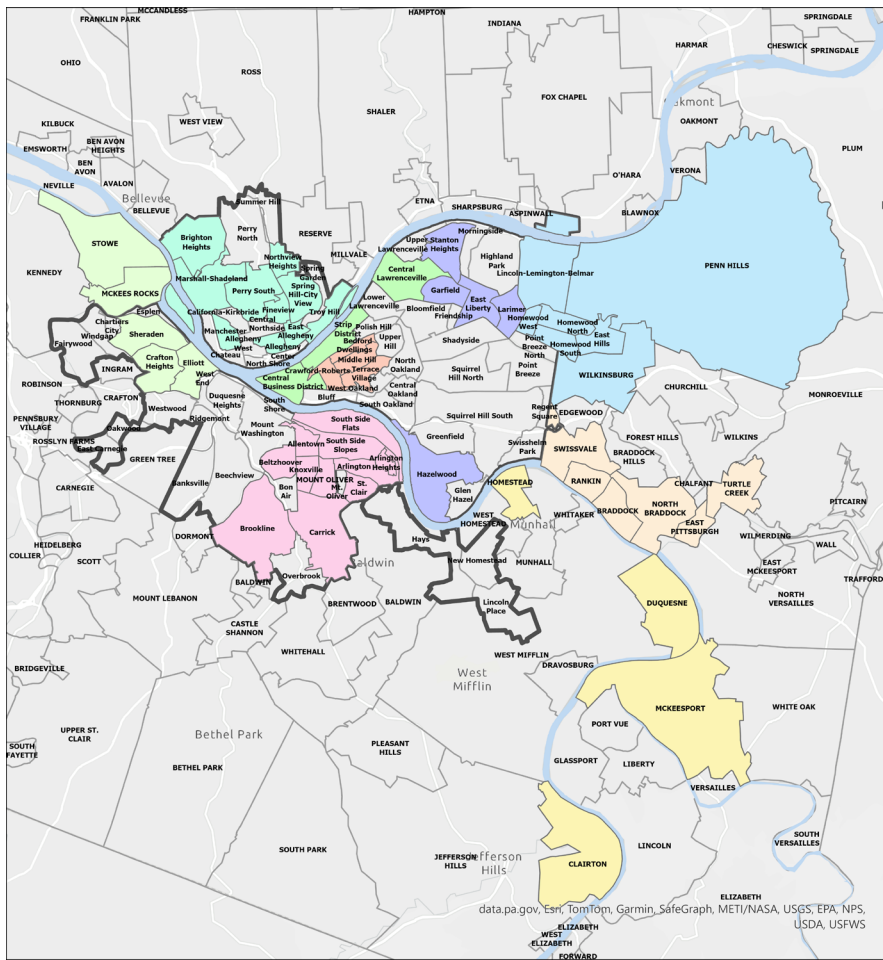 MCCANDLESS
HAMPTON
FRANKLIN PARK
INDIANA
SPRINGDALE
HARMAR
CHESWICK
SPRINGDALE
OHIO
ROSS
FOX CHAPEL
SHALER
Oakmont
OAKMONT
KILBUCK
WEST VIEW
EMSWORTH
BEN AVON
HEIGHTS
PLUM
BEN
AVON
VERONA
O'HARA
NEVILLE
AVALON
Bellevue
BELLEVUE
Summer Hill
ETNA
SHARPSBURG
ASPINWALL
BLAWNOX
Perry
North
RESERVE
Morningside
STOWE
Brighton
Heights
MILLVALE
Upper
Lawrenceville
Stanton
Heights
Highland
Park
Northview
Heights
Spring
Garden
Central
Lawrenceville
Lincoln-Lemington-Belmar
PENN HILLS
KENNEDY
Marshall-Shadeland
Perry South
Spring
Hill-City
View
Garfield
MCKEES ROCKS
Lower
Lawrenceville
East
Liberty
Larimer
Esplen
California-Kirkbride
Fineview
Troy Hill
Bloomfield
Friendship
Homewood
West
Chartiers
City
Windgap
Fairywood
Sheraden
Manchester
Central
Northside
East
Allegheny
Strip
District
Polish Hill
Homewood
North
East
Hills
Allegheny
West
Allegheny
Center
Bedford
Dwellings
Upper
Hill
Shadyside
Point
Breeze
North
Homewood
South
Chateau
North Shore
Middle Hill
Crafton
Heights
Elliott
West
End
Crawford-Roberts
Terrace
Village
North
Oakland
Squirrel
Hill North
Point
Breeze
WILKINSBURG
INGRAM
Central
Business District
West Oakland
Central
Oakland
CHURCHILL
ROBINSON
THORNBURG
CRAFTON
Duquesne
Heights
South
Shore
Bluff
South Oakland
MONROEVILLE
PENNSBURY
VILLAGE
Westwood
Ridgemont
Squirrel Hill South
Regent
Square
EDGEWOOD
Oakwood
Mount
Washington
South Side
Flats
ROSSLYN FARMS
East Carnegie
Greenfield
Swisshelm
Park
FOREST HILLS
WILKINS
GREEN TREE
Allentown
South Side
Slopes
SWISSVALE
BRADDOCK
HILLS
Beltzhoover
Knoxville
Arlington
Arlington
Heights
Hazelwood
Beechview
MOUNT OLIVER
HOMESTEAD
RANKIN
CHALFANT
TURTLE
CREEK
CARNEGIE
Banksville
Bon
Air
Mt.
Oliver
St.
Clair
Glen
Hazel
PITCAIRN
WEST
HOMESTEAD
Munhall
WHITAKER
BRADDOCK
NORTH
BRADDOCK
EAST
PITTSBURGH
Brookline
Carrick
DORMONT
Hays
WILMERDING
WALL
HEIDELBERG
COLLIER
SCOTT
New Homestead
MUNHALL
EAST
MCKEESPORT
Baldwin
Overbrook
BALDWIN
TRAFFORD
MOUNT LEBANON
BRENTWOOD
BALDWIN
Lincoln
Place
DUQUESNE
NORTH
VERSAILLES
CASTLE
SHANNON
WHITEHALL
WEST MIFFLIN
DRAVOSBURG
BRIDGEVILLE
West
Mifflin
MCKEESPORT
WHITE OAK
PORT VUE
UPPER ST.
CLAIR
Bethel Park
PLEASANT
HILLS
SOUTH
FAYETTE
GLASSPORT
LIBERTY
BETHEL PARK
VERSAILLES
SOUTH
VERSAILLES
SOUTH PARK
LINCOLN
JEFFERSON
HILLS
Jefferson
Hills
CLAIRTON
ELIZABETH
data.pa.gov, Esri, TomTom, Garmin, SafeGraph, METI/NASA, USGS, EPA, NPS,
USDA, USFWS
ELIZABETH
WEST
ELIZABETH
FORWARD